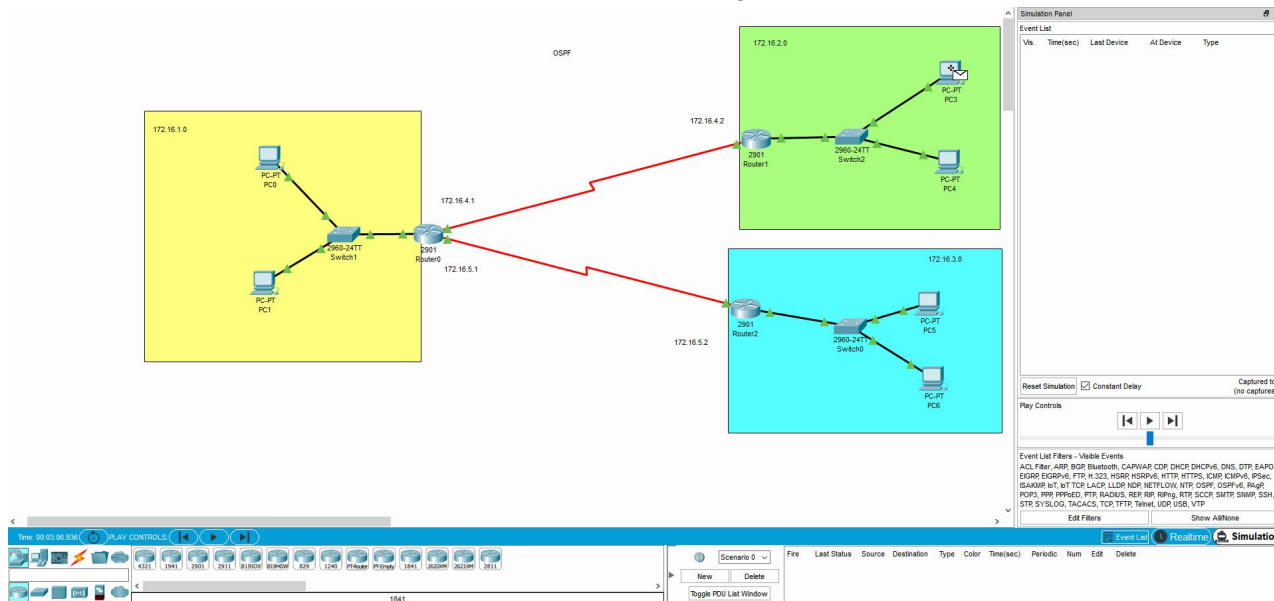 OSPF
172.16.1.0
PC-PT
PC0
PC-PT
PC1
2960-24TT
Switch1
2901
Router0
172.16.4.1
172.16.5.1
172.16.4.2
172.16.2.0
2901
Router1
2960-24TT
Switch2
PC-PT
PC3
PC-PT
PC4
172.16.5.2
172.16.3.0
2901
Router2
2960-24TT
Switch0
PC-PT
PC5
PC-PT
PC6
Simulation Panel
Event List
Vis. Time(sec) Last Device At Device Type
Reset Simulation Constant Delay
Captured to
(no captures
Play Controls
Event List Filters - Visible Events
ACL Filter, ARP, BGP, Bluetooth, CAPWAP, CDP, DHCP, DHCPv6, DNS, DTP, EAPO
EIGRP, EIGRPv6, FTP, H.323, HSRP, HSRPv6, HTTP, HTTPS, ICMP, ICMPv6, IPSec,
ISAKMP, IoT, IoT TCP, LACP, LLDP, NDP, NETFLOW, NTP, OSPF, OSPFv6, PAgP,
POP3, PPP, PPPoED, PTP, RADIUS, REP, RIP, RIPng, RTP, SCCP, SMTP, SNMP, SSH,
STP, SYSLOG, TACACS, TCP, TFTP, Telnet, UDP, USB, VTP
Edit Filters Show All/None
Time: 00:03:06.936 PLAY CONTROLS:
Event List Realtime Simulatio
4321 1941 2901 2911 819IOX 819HGW 829 1240 PT-Router PT-Empty 1841 2620XM 2621XM 2811
1841
Scenario 0
New Delete
Toggle PDU List Window
Fire Last Status Source Destination Type Color Time(sec) Periodic Num Edit Delete